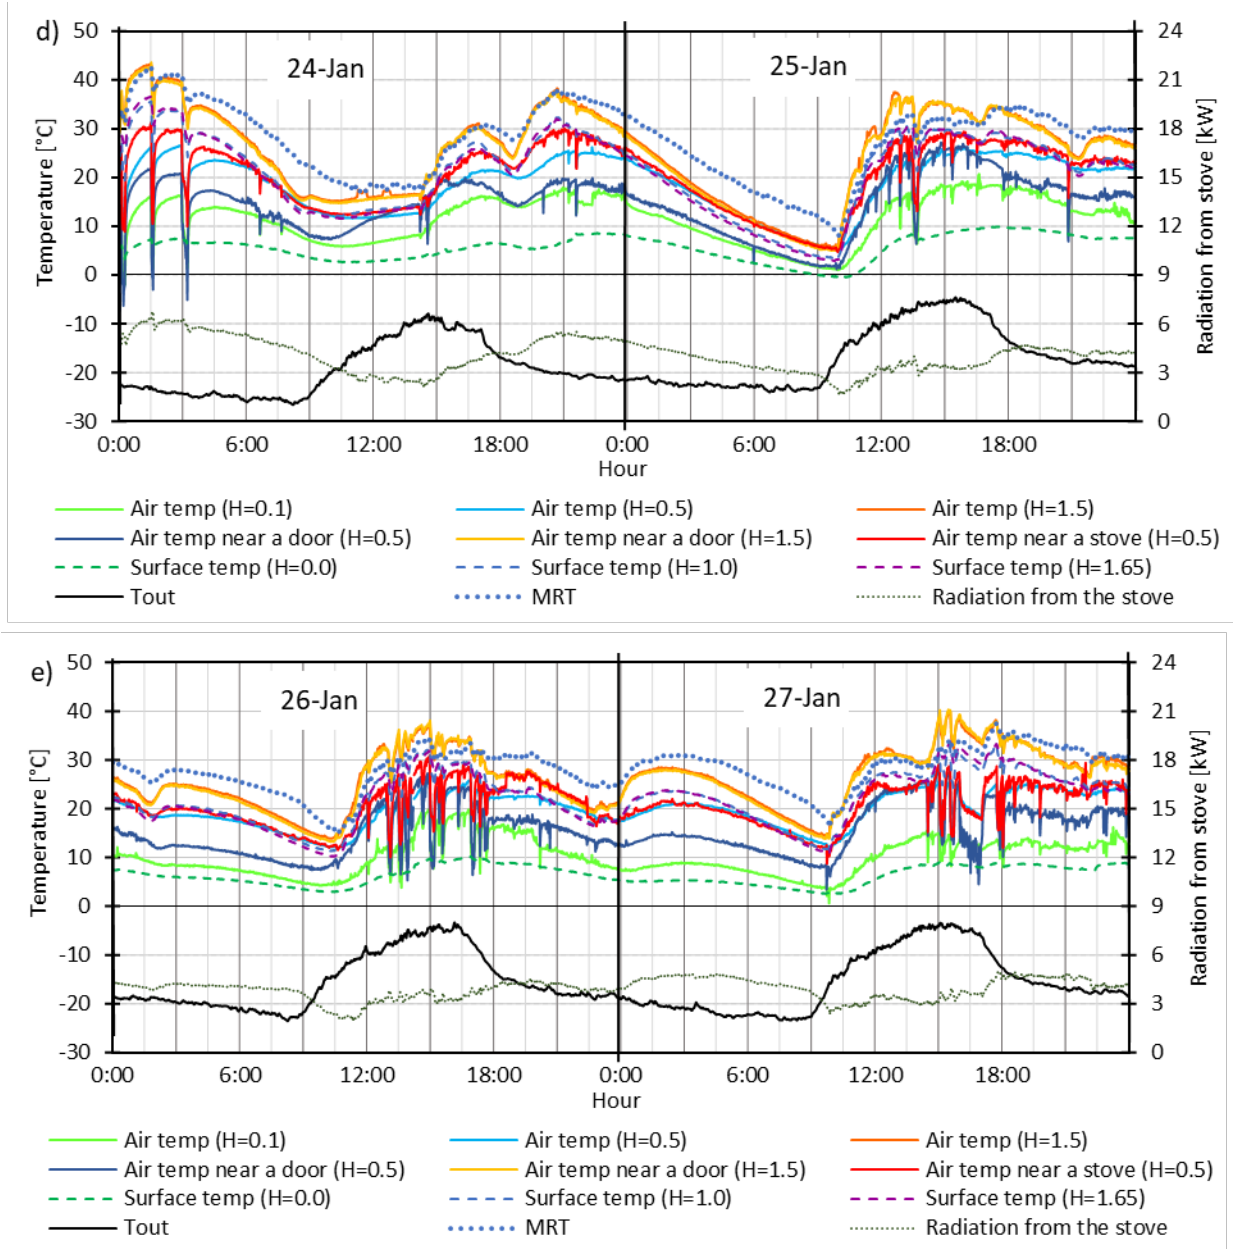 d)
24-Jan
25-Jan
Temperature [°C]
50
40
30
20
10
0
-10
-20
-30
Radiation from stove [kW]
24
21
18
15
12
9
6
3
0
0:00 6:00 12:00 18:00 0:00 6:00 12:00 18:00
Hour
Air temp (H=0.1) Air temp (H=0.5) Air temp (H=1.5)
Air temp near a door (H=0.5) Air temp near a door (H=1.5) Air temp near a stove (H=0.5)
Surface temp (H=0.0) Surface temp (H=1.0) Surface temp (H=1.65)
Tout MRT Radiation from the stove
e)
26-Jan
27-Jan
Temperature [°C]
50
40
30
20
10
0
-10
-20
-30
Radiation from stove [kW]
24
21
18
15
12
9
6
3
0
0:00 6:00 12:00 18:00 0:00 6:00 12:00 18:00
Hour
Air temp (H=0.1) Air temp (H=0.5) Air temp (H=1.5)
Air temp near a door (H=0.5) Air temp near a door (H=1.5) Air temp near a stove (H=0.5)
Surface temp (H=0.0) Surface temp (H=1.0) Surface temp (H=1.65)
Tout MRT Radiation from the stove